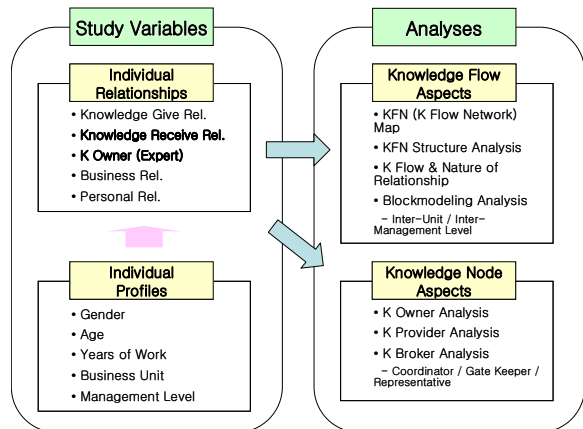 Study Variables
Individual
Relationships
• Knowledge Give Rel.
• Knowledge Receive Rel.
• K Owner (Expert)
• Business Rel.
• Personal Rel.
Individual
Profiles
• Gender
• Age
• Years of Work
• Business Unit
• Management Level
Analyses
Knowledge Flow
Aspects
• KFN (K Flow Network)
Map
• KFN Structure Analysis
• K Flow & Nature of
Relationship
• Blockmodeling Analysis
– Inter-Unit / Inter-
Management Level
Knowledge Node
Aspects
• K Owner Analysis
• K Provider Analysis
• K Broker Analysis
– Coordinator / Gate Keeper /
Representative